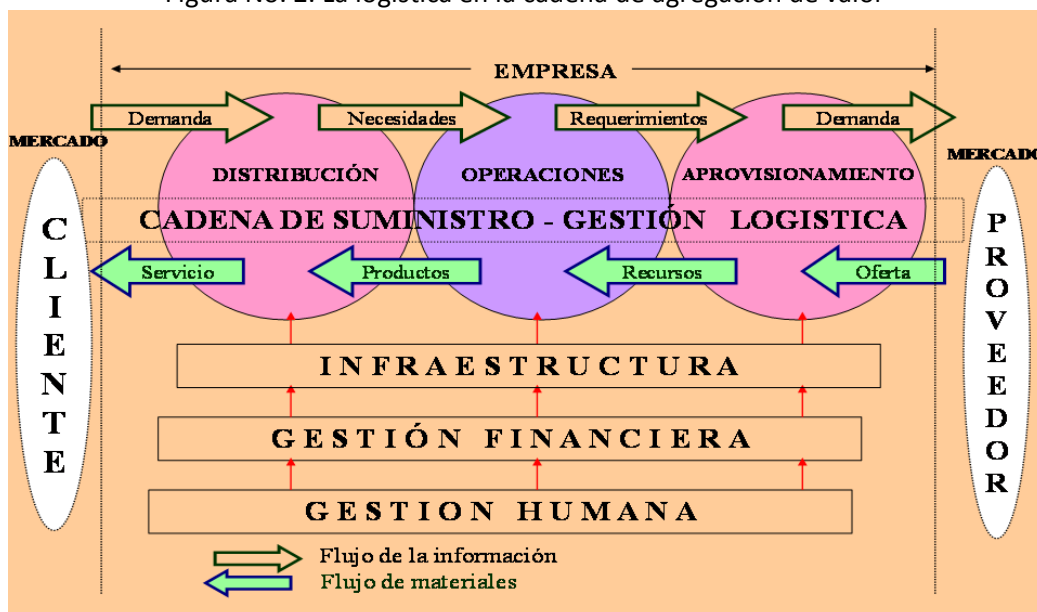 Figura No. 2. La logística en la cadena de agregación de valor
EMPRESA
Demanda
Necesidades
Requerimientos
Demanda
MERCADO
MERCADO
DISTRIBUCIÓN
OPERACIONES
APROVISIONAMIENTO
CADENA DE SUMINISTRO - GESTIÓN LOGISTICA
CLIENTE
PROVEEDOR
Servicio
Productos
Recursos
Oferta
INFRAESTRUCTURA
GESTIÓN FINANCIERA
GESTION HUMANA
Flujo de la información
Flujo de materiales